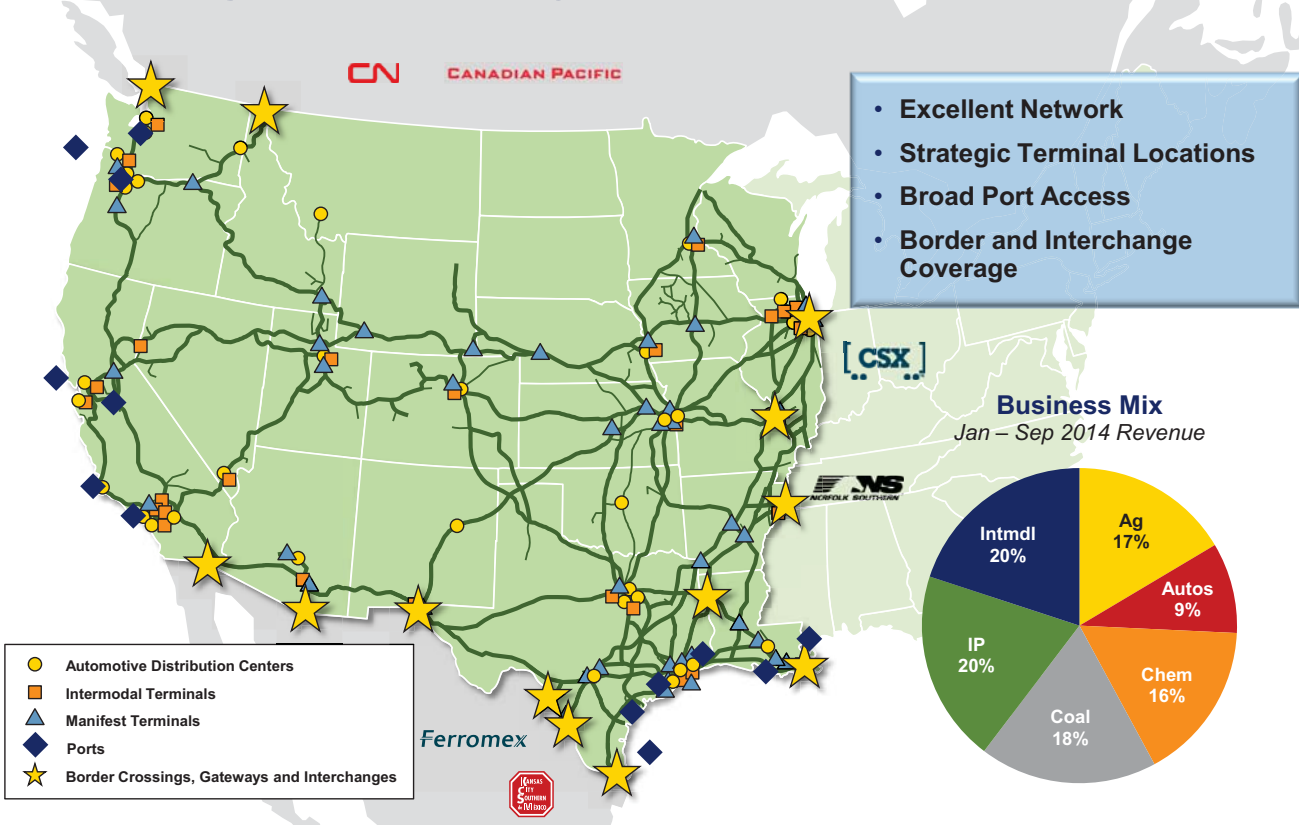 CN
CANADIAN PACIFIC
• Excellent Network
• Strategic Terminal Locations
• Broad Port Access
• Border and Interchange
Coverage
CSX
Business Mix
Jan – Sep 2014 Revenue
NS
NORFOLK SOUTHERN
Intmdl
20%
Ag
17%
Autos
9%
IP
20%
Chem
16%
Coal
18%
Automotive Distribution Centers
Intermodal Terminals
Manifest Terminals
Ports
Border Crossings, Gateways and Interchanges
Ferromex
KANSAS
CITY
SOUTHERN
de MÉXICO